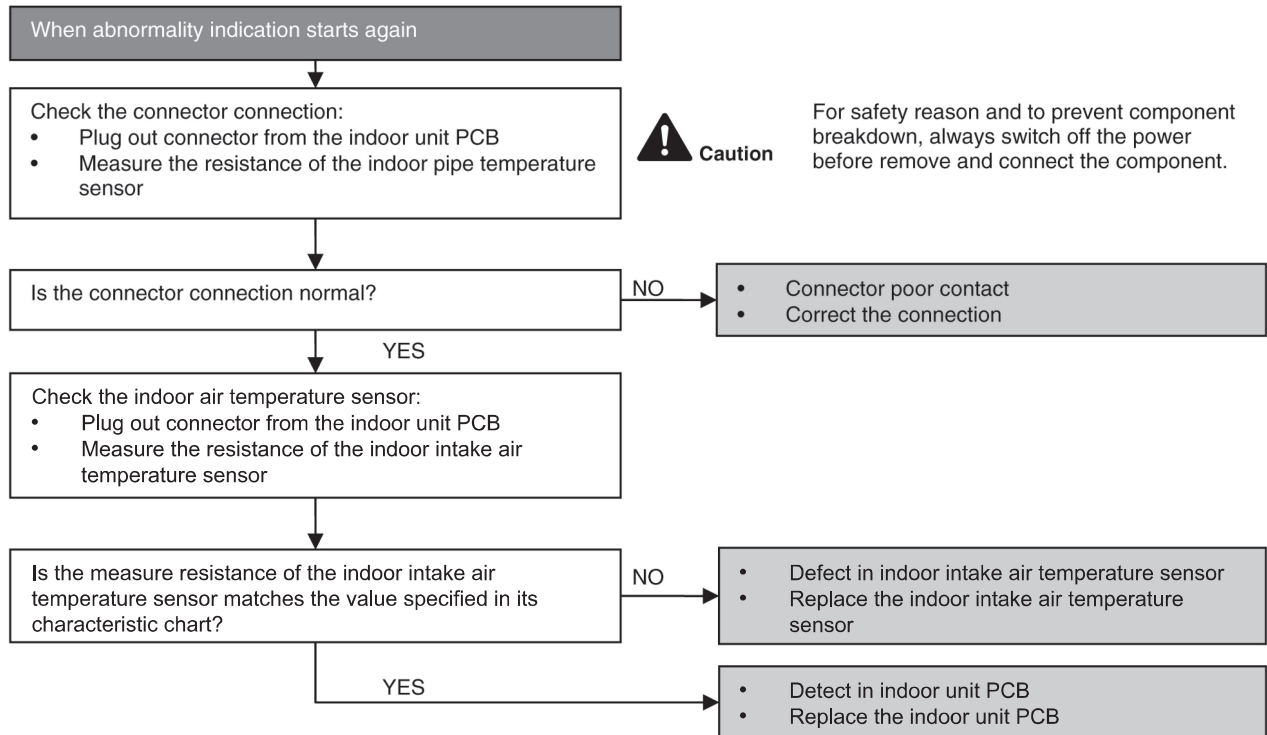 When abnormality indication starts again
Check the connector connection:
• Plug out connector from the indoor unit PCB
• Measure the resistance of the indoor pipe temperature
sensor
Caution
For safety reason and to prevent component
breakdown, always switch off the power
before remove and connect the component.
Is the connector connection normal?
NO
• Connector poor contact
• Correct the connection
YES
Check the indoor air temperature sensor:
• Plug out connector from the indoor unit PCB
• Measure the resistance of the indoor intake air
temperature sensor
Is the measure resistance of the indoor intake air
temperature sensor matches the value specified in its
characteristic chart?
NO
• Defect in indoor intake air temperature sensor
• Replace the indoor intake air temperature
sensor
YES
• Detect in indoor unit PCB
• Replace the indoor unit PCB